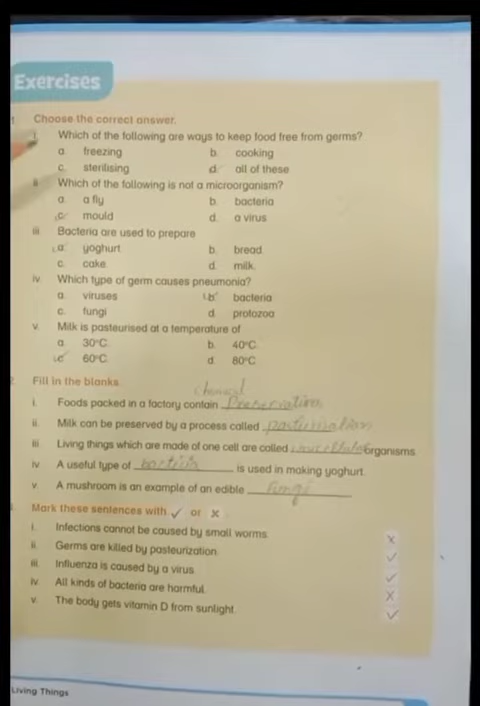 Exercises
Choose the correct answer.
i. Which of the following are ways to keep food free from germs?
a. freezing b. cooking
c. sterilising d. all of these
ii. Which of the following is not a microorganism?
a. a fly b. bacteria
c. mould d. a virus
iii. Bacteria are used to prepare
a. yoghurt b. bread
c. cake d. milk
iv. Which type of germ causes pneumonia?
a. viruses b. bacteria
c. fungi d. protozoa
v. Milk is pasteurised at a temperature of
a. 30°C b. 40°C
c. 60°C d. 80°C
2. Fill in the blanks.
chemical
i. Foods packed in a factory contain Preservatives
ii. Milk can be preserved by a process called
iii. Living things which are made of one cell are called organisms.
iv. A useful type of is used in making yoghurt.
v. A mushroom is an example of an edible fungi
Mark these sentences with ✓ or ✗
i. Infections cannot be caused by small worms. ✗
ii. Germs are killed by pasteurization. ✓
iii. Influenza is caused by a virus. ✓
iv. All kinds of bacteria are harmful. ✗
v. The body gets vitamin D from sunlight. ✓
Living Things